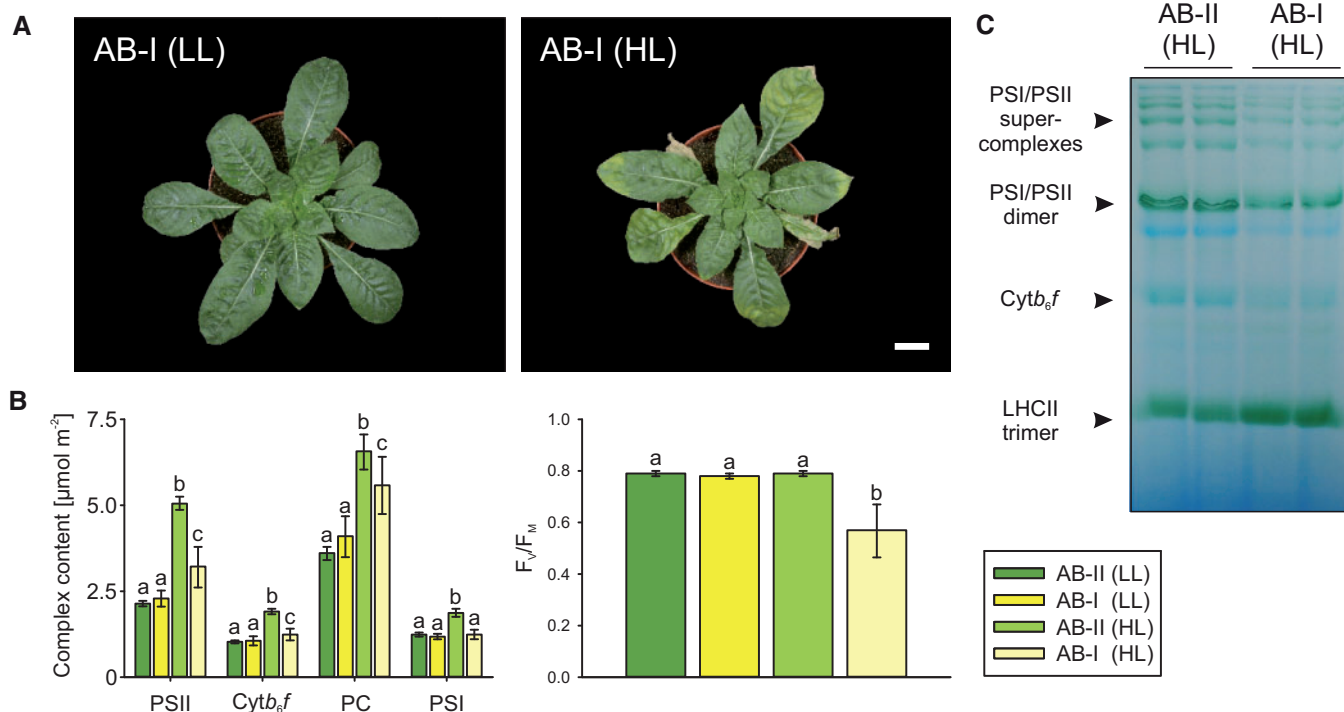 A
AB-I (LL)
AB-I (HL)
B
Complex content [µmol m⁻²]
7.5
5.0
2.5
0
a a b c
a a b c
a a b c
a a b a
PSII
Cytb₆f
PC
PSI
Fᵥ/Fₘ
1.0
0.8
0.6
0.4
0.2
0.0
a a a b
C
AB-II
(HL)
AB-I
(HL)
PSI/PSII
super-
complexes
PSI/PSII
dimer
Cytb₆f
LHCII
trimer
AB-II (LL)
AB-I (LL)
AB-II (HL)
AB-I (HL)